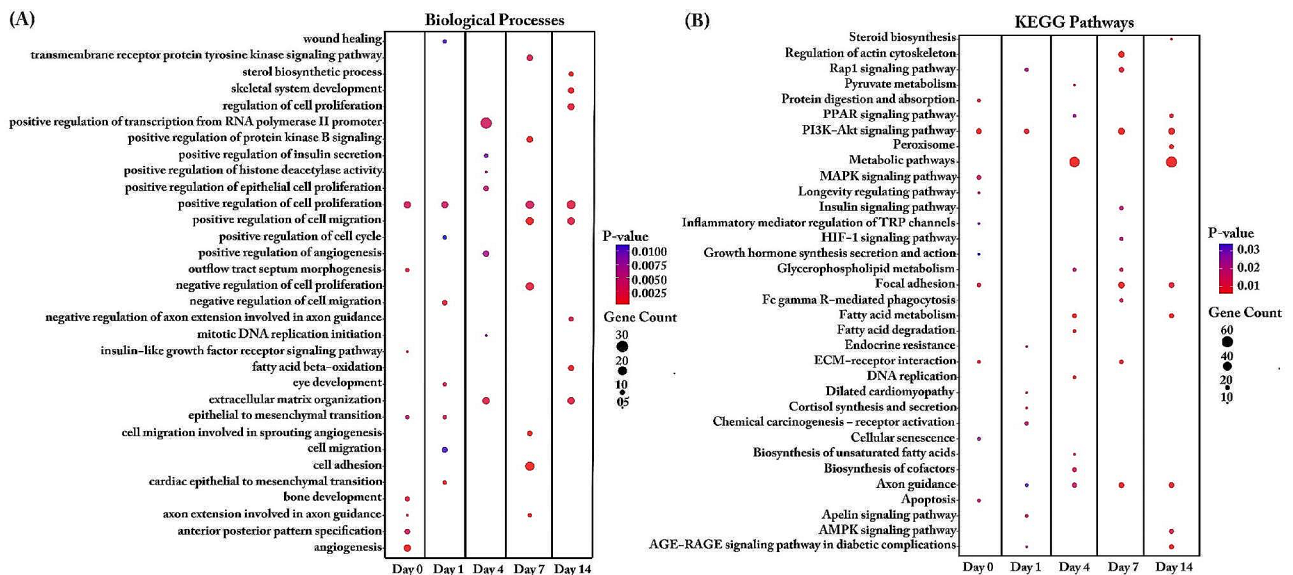 (A)
Biological Processes
wound healing
transmembrane receptor protein tyrosine kinase signaling pathway
sterol biosynthetic process
skeletal system development
regulation of cell proliferation
positive regulation of transcription from RNA polymerase II promoter
positive regulation of protein kinase B signaling
positive regulation of insulin secretion
positive regulation of histone deacetylase activity
positive regulation of epithelial cell proliferation
positive regulation of cell proliferation
positive regulation of cell migration
positive regulation of cell cycle
positive regulation of angiogenesis
outflow tract septum morphogenesis
negative regulation of cell proliferation
negative regulation of cell migration
negative regulation of axon extension involved in axon guidance
mitotic DNA replication initiation
insulin-like growth factor receptor signaling pathway
fatty acid beta-oxidation
eye development
extracellular matrix organization
epithelial to mesenchymal transition
cell migration involved in sprouting angiogenesis
cell migration
cell adhesion
cardiac epithelial to mesenchymal transition
bone development
axon extension involved in axon guidance
anterior posterior pattern specification
angiogenesis
Day 0 Day 1 Day 4 Day 7 Day 14
P-value
0.0100
0.0075
0.0050
0.0025
Gene Count
30
20
10
05
(B)
KEGG Pathways
Steroid biosynthesis
Regulation of actin cytoskeleton
Rap1 signaling pathway
Pyruvate metabolism
Protein digestion and absorption
PPAR signaling pathway
PI3K-Akt signaling pathway
Peroxisome
Metabolic pathways
MAPK signaling pathway
Longevity regulating pathway
Insulin signaling pathway
Inflammatory mediator regulation of TRP channels
HIF-1 signaling pathway
Growth hormone synthesis secretion and action
Glycerophospholipid metabolism
Focal adhesion
Fc gamma R-mediated phagocytosis
Fatty acid metabolism
Fatty acid degradation
Endocrine resistance
ECM-receptor interaction
DNA replication
Dilated cardiomyopathy
Cortisol synthesis and secretion
Chemical carcinogenesis - receptor activation
Cellular senescence
Biosynthesis of unsaturated fatty acids
Biosynthesis of cofactors
Axon guidance
Apoptosis
Apelin signaling pathway
AMPK signaling pathway
AGE-RAGE signaling pathway in diabetic complications
Day 0 Day 1 Day 4 Day 7 Day 14
P-value
0.03
0.02
0.01
Gene Count
60
40
20
10